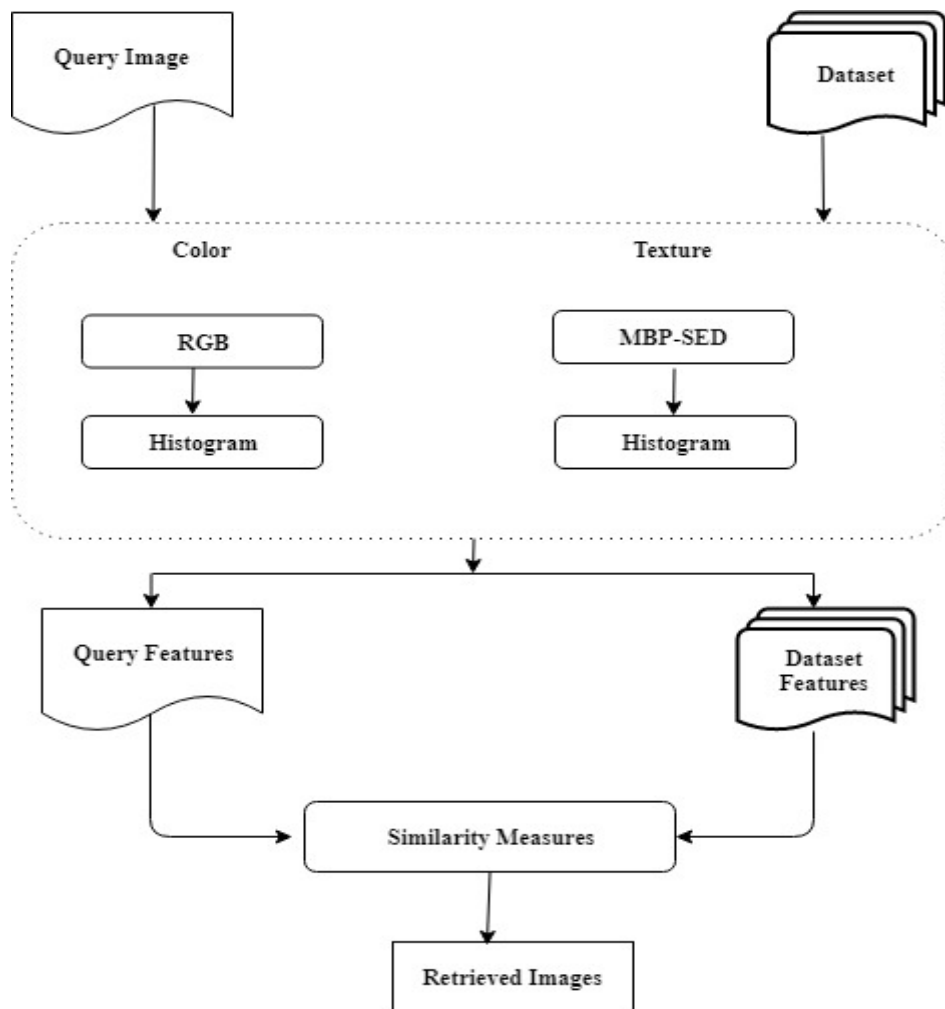 Query Image
Dataset
Color
Texture
RGB
MBP-SED
Histogram
Histogram
Query Features
Dataset
Features
Similarity Measures
Retrieved Images